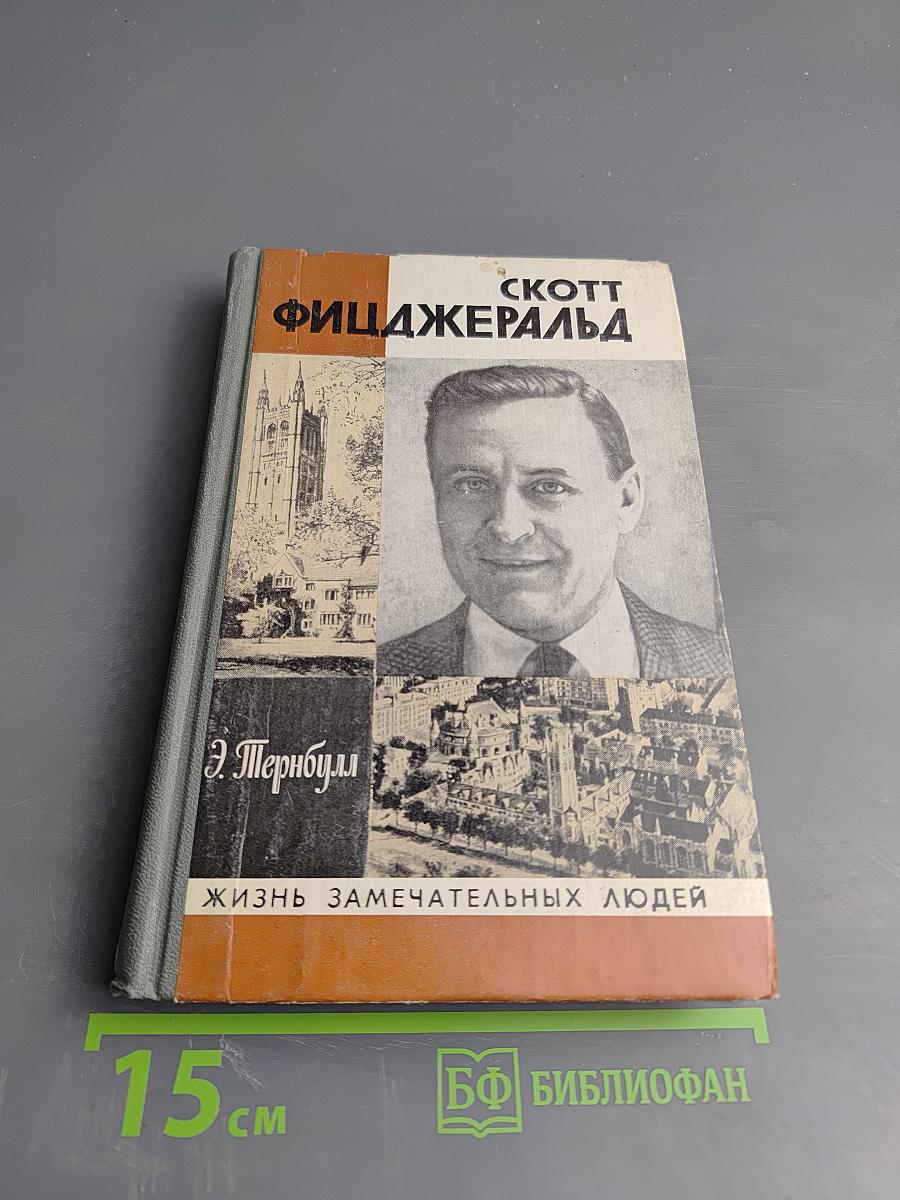 СКОТТ
ФИЦДЖЕРАЛЬД
Э. Тернбулл
ЖИЗНЬ ЗАМЕЧАТЕЛЬНЫХ ЛЮДЕЙ
15 см
БФ БИБЛИОФАН